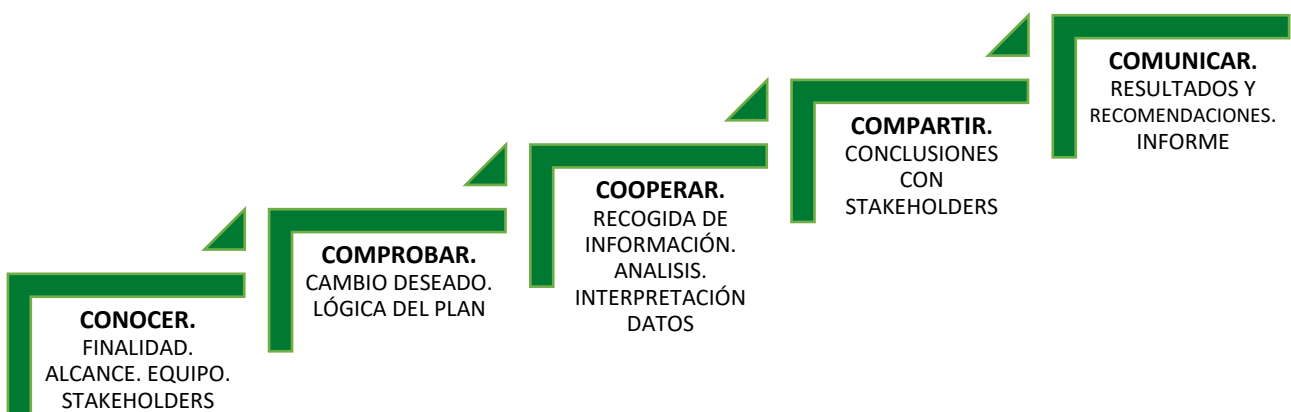 CONOCER.
FINALIDAD.
ALCANCE. EQUIPO.
STAKEHOLDERS
COMPROBAR.
CAMBIO DESEADO.
LÓGICA DEL PLAN
COOPERAR.
RECOGIDA DE
INFORMACIÓN.
ANALISIS.
INTERPRETACIÓN
DATOS
COMPARTIR.
CONCLUSIONES
CON
STAKEHOLDERS
COMUNICAR.
RESULTADOS Y
RECOMENDACIONES.
INFORME